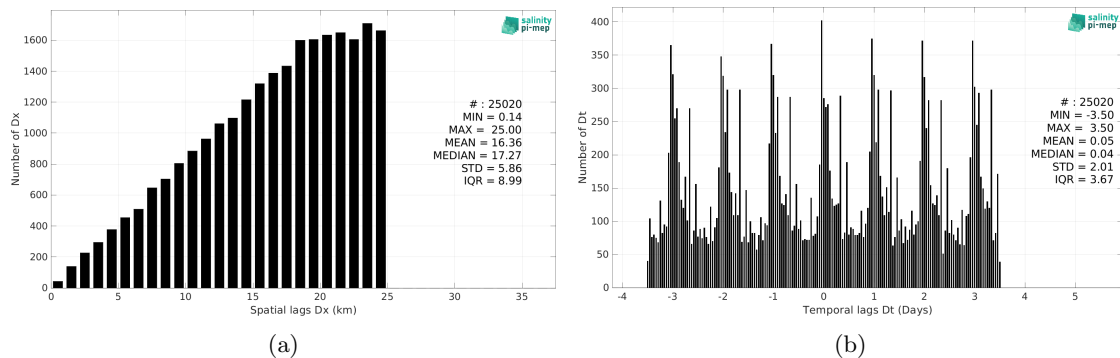 salinity
pi-mep
1600
1400
1200
1000
800
600
400
200
0
Number of Dx
# : 25020
MIN = 0.14
MAX = 25.00
MEAN = 16.36
MEDIAN = 17.27
STD = 5.86
IQR = 8.99
0 5 10 15 20 25 30 35
Spatial lags Dx (km)
(a)
salinity
pi-mep
400
350
300
250
200
150
100
50
0
Number of Dt
# : 25020
MIN = -3.50
MAX = 3.50
MEAN = 0.05
MEDIAN = 0.04
STD = 2.01
IQR = 3.67
-4 -3 -2 -1 0 1 2 3 4 5
Temporal lags Dt (Days)
(b)